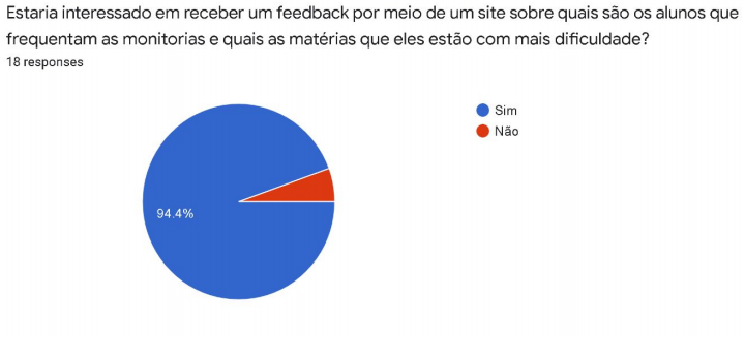 Estaria interessado em receber um feedback por meio de um site sobre quais são os alunos que
frequentam as monitorias e quais as matérias que eles estão com mais dificuldade?
18 responses
Sim
Não
94.4%